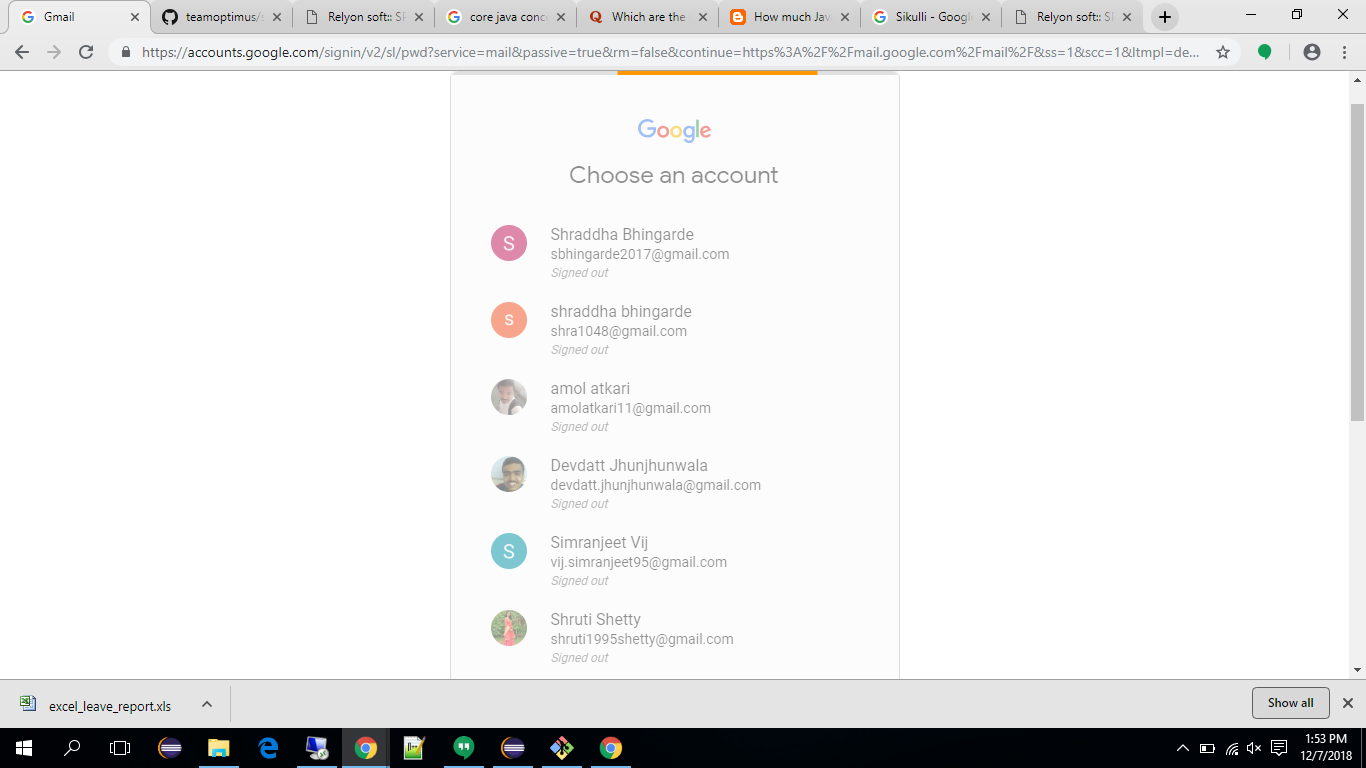 Gmail
teamoptimus/
Relyon soft:: SP
core java conce
Which are the
How much Jav
Sikulli - Google
Relyon soft:: SP
https://accounts.google.com/signin/v2/sl/pwd?service=mail&passive=true&rm=false&continue=https%3A%2F%2Fmail.google.com%2Fmail%2F&ss=1&scc=1&ltmpl=de...
Google
Choose an account
S
Shraddha Bhingarde
sbhingarde2017@gmail.com
Signed out
s
shraddha bhingarde
shra1048@gmail.com
Signed out
amol atkari
amolatkari11@gmail.com
Signed out
Devdatt Jhunjhunwala
devdatt.jhunjhunwala@gmail.com
Signed out
S
Simranjeet Vij
vij.simranjeet95@gmail.com
Signed out
Shruti Shetty
shruti1995shetty@gmail.com
Signed out
excel_leave_report.xls
Show all
1:53 PM
12/7/2018